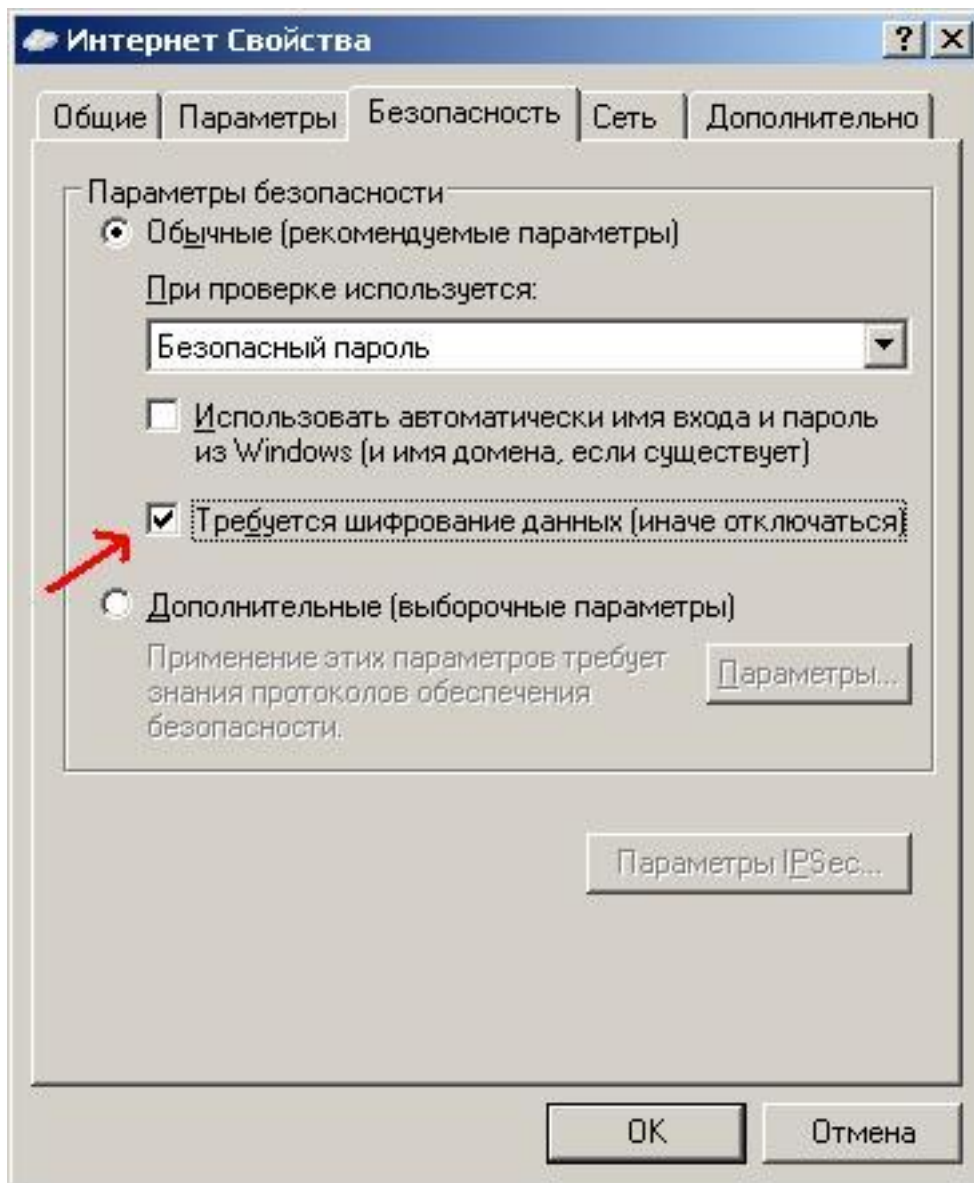 Интернет Свойства
Общие Параметры Безопасность Сеть Дополнительно
Параметры безопасности
Обычные (рекомендуемые параметры)
При проверке используется:
Безопасный пароль
Использовать автоматически имя входа и пароль
из Windows (и имя домена, если существует)
Требуется шифрование данных (иначе отключаться)
Дополнительные (выборочные параметры)
Применение этих параметров требует
знания протоколов обеспечения
безопасности.
Параметры...
Параметры IPSec...
OK Отмена